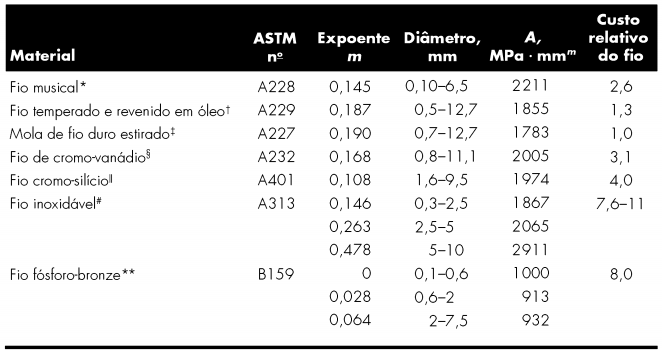 Material ASTM nº Expoente m Diâmetro, mm A, MPa · mmᵐ Custo relativo do fio
Fio musical* A228 0,145 0,10–6,5 2211 2,6
Fio temperado e revenido em óleo† A229 0,187 0,5–12,7 1855 1,3
Mola de fio duro estirado‡ A227 0,190 0,7–12,7 1783 1,0
Fio de cromo-vanádio§ A232 0,168 0,8–11,1 2005 3,1
Fio cromo-silício‖ A401 0,108 1,6–9,5 1974 4,0
Fio inoxidável# A313 0,146 0,3–2,5 1867 7,6–11
0,263 2,5–5 2065
0,478 5–10 2911
Fio fósforo-bronze** B159 0 0,1–0,6 1000 8,0
0,028 0,6–2 913
0,064 2–7,5 932